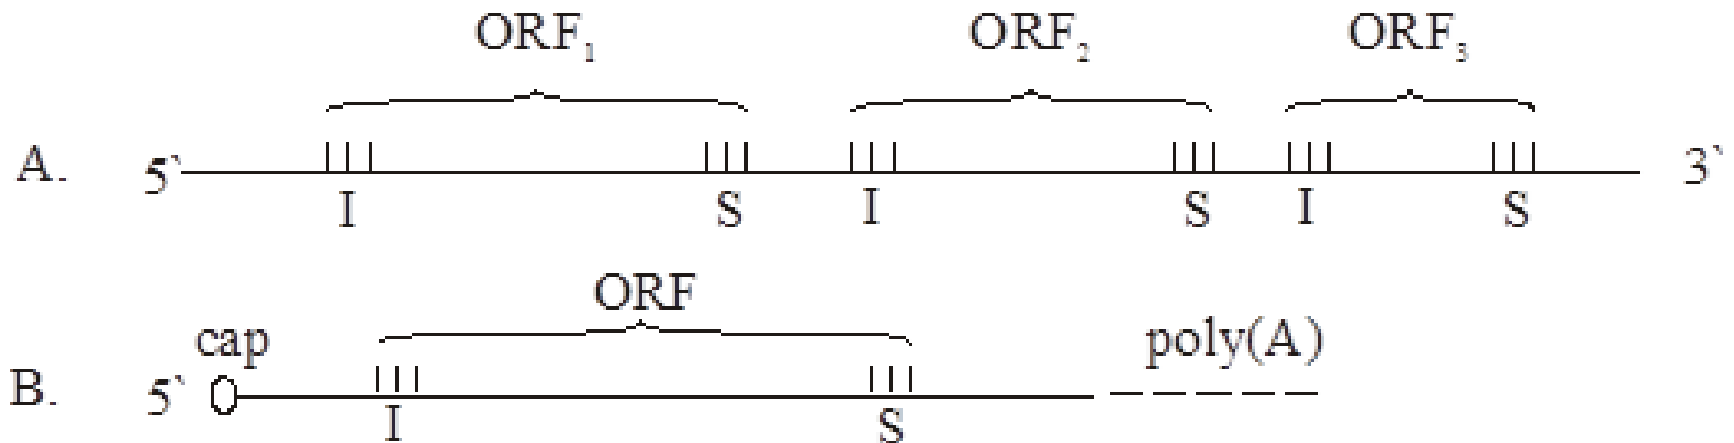 ORF₁ ORF₂ ORF₃
A. 5` 3`
I S I S I S
ORF
cap poly(A)
B. 5`
I S